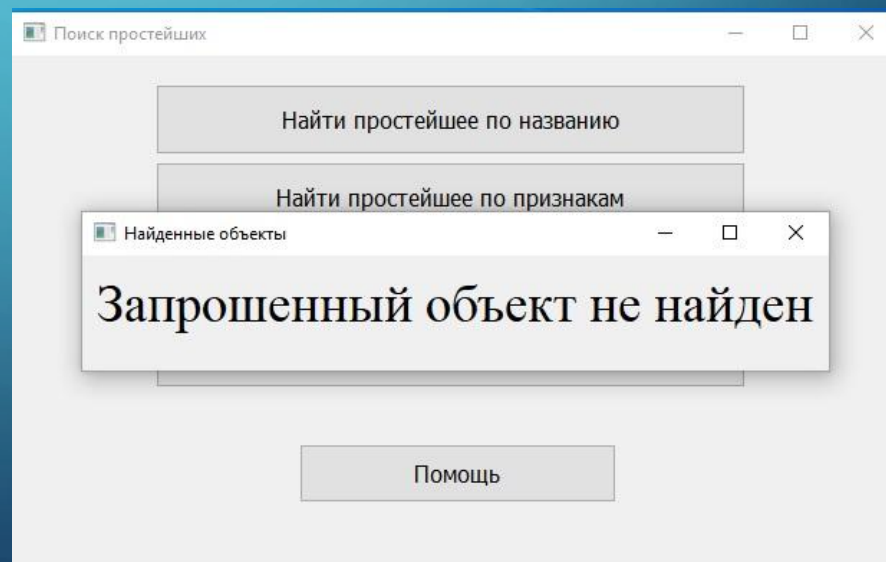 Поиск простейших
Найти простейшее по названию
Найти простейшее по признакам
Найденные объекты
Запрошенный объект не найден
Помощь